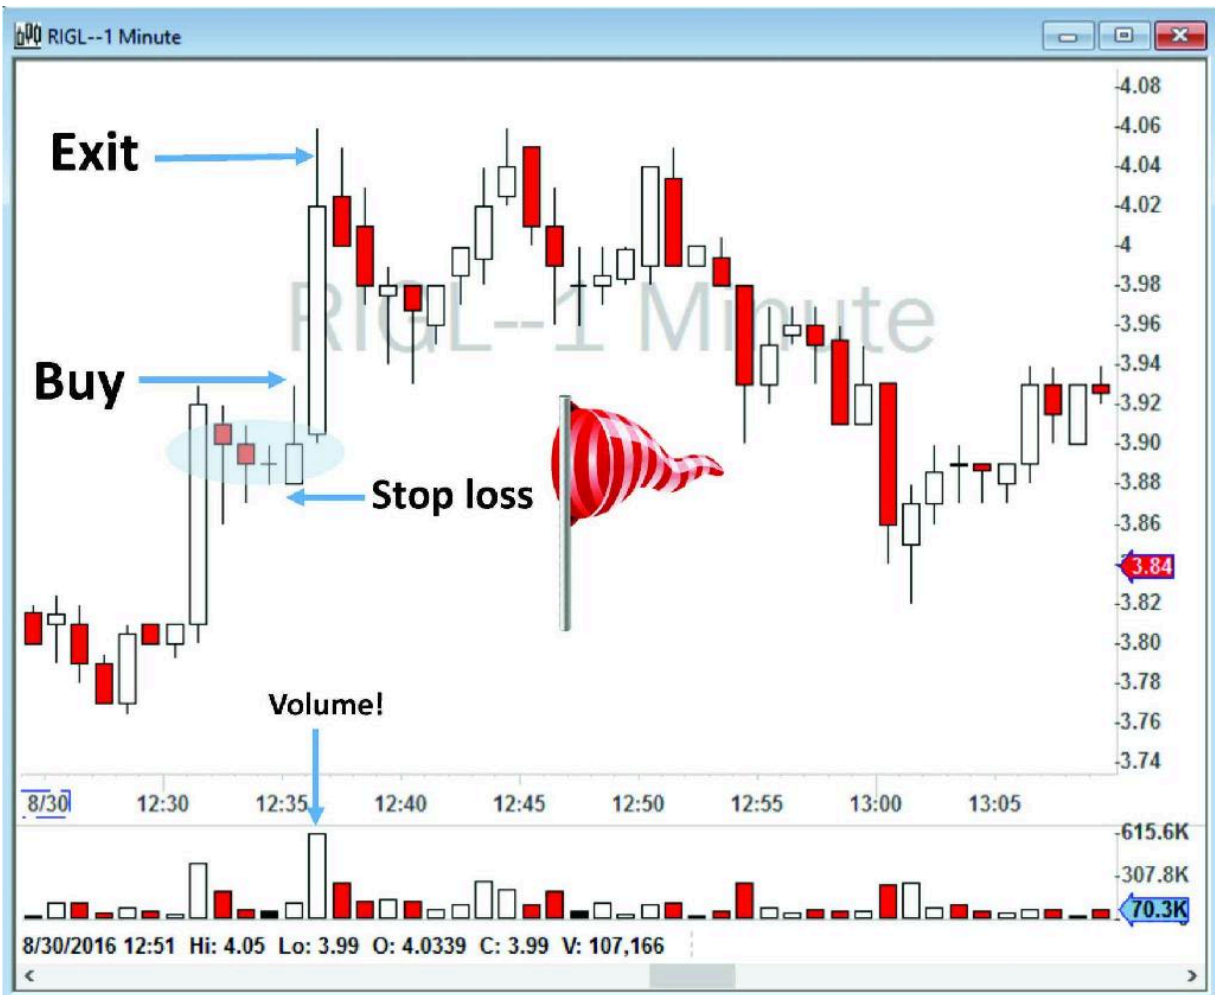 RIGL--1 Minute
4.08
4.06
Exit
4.04
4.02
4
3.98
RIGL--1 Minute
3.96
3.94
Buy
3.92
3.90
Stop loss
3.88
3.86
3.84
3.82
3.80
3.78
Volume!
3.76
3.74
8/30 12:30 12:35 12:40 12:45 12:50 12:55 13:00 13:05
615.6K
307.8K
70.3K
8/30/2016 12:51 Hi: 4.05 Lo: 3.99 O: 4.0339 C: 3.99 V: 107,166